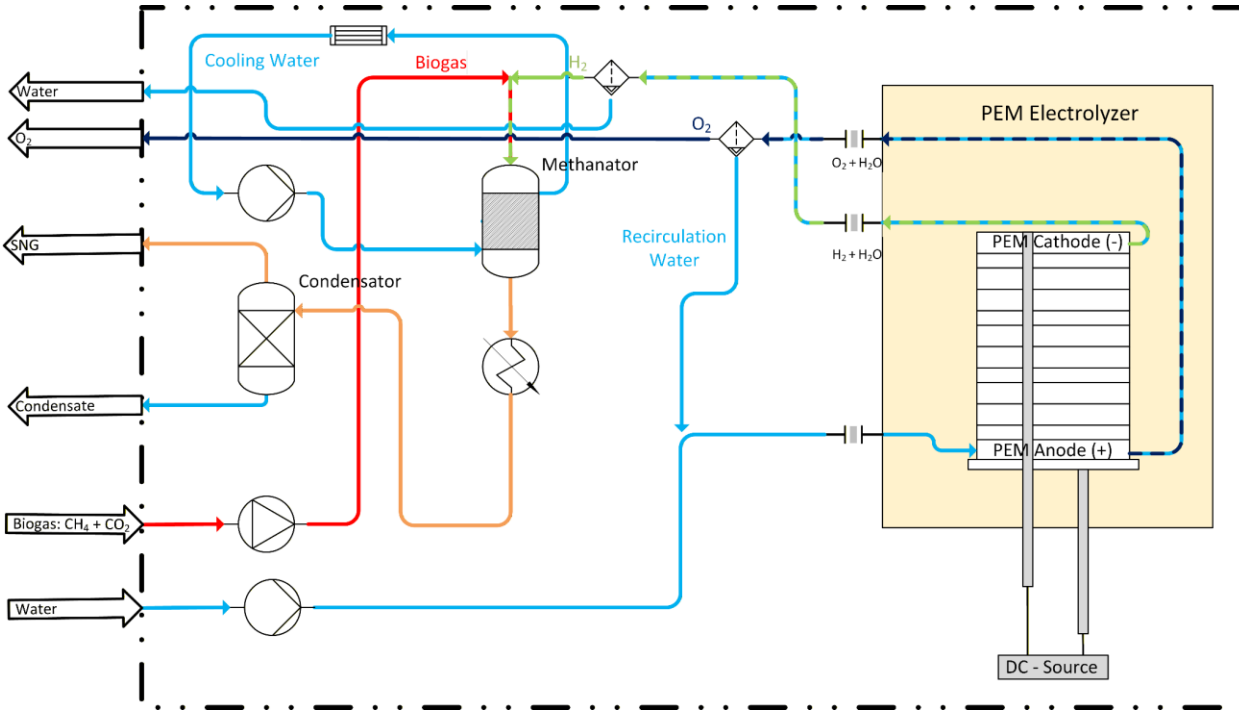 Cooling Water
Biogas
H₂
Water
PEM Electrolyzer
O₂
O₂
O₂ + H₂O
Methanator
SNG
Recirculation
Water
PEM Cathode (-)
H₂ + H₂O
Condensator
Condensate
PEM Anode (+)
Biogas: CH₄ + CO₂
Water
DC - Source